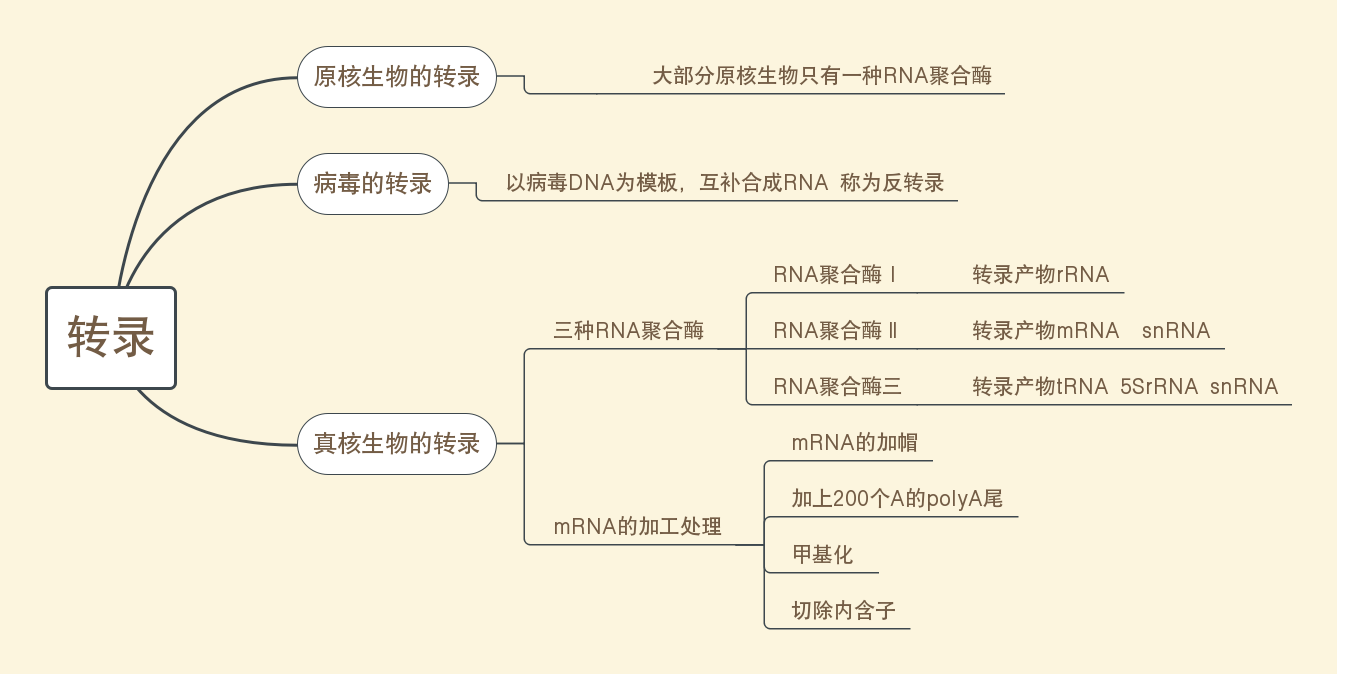 转录
原核生物的转录
大部分原核生物只有一种RNA聚合酶
病毒的转录
以病毒DNA为模板，互补合成RNA 称为反转录
真核生物的转录
三种RNA聚合酶
RNA聚合酶Ⅰ
转录产物rRNA
RNA聚合酶Ⅱ
转录产物mRNA snRNA
RNA聚合酶三
转录产物tRNA 5SrRNA snRNA
mRNA的加工处理
mRNA的加帽
加上200个A的polyA尾
甲基化
切除内含子